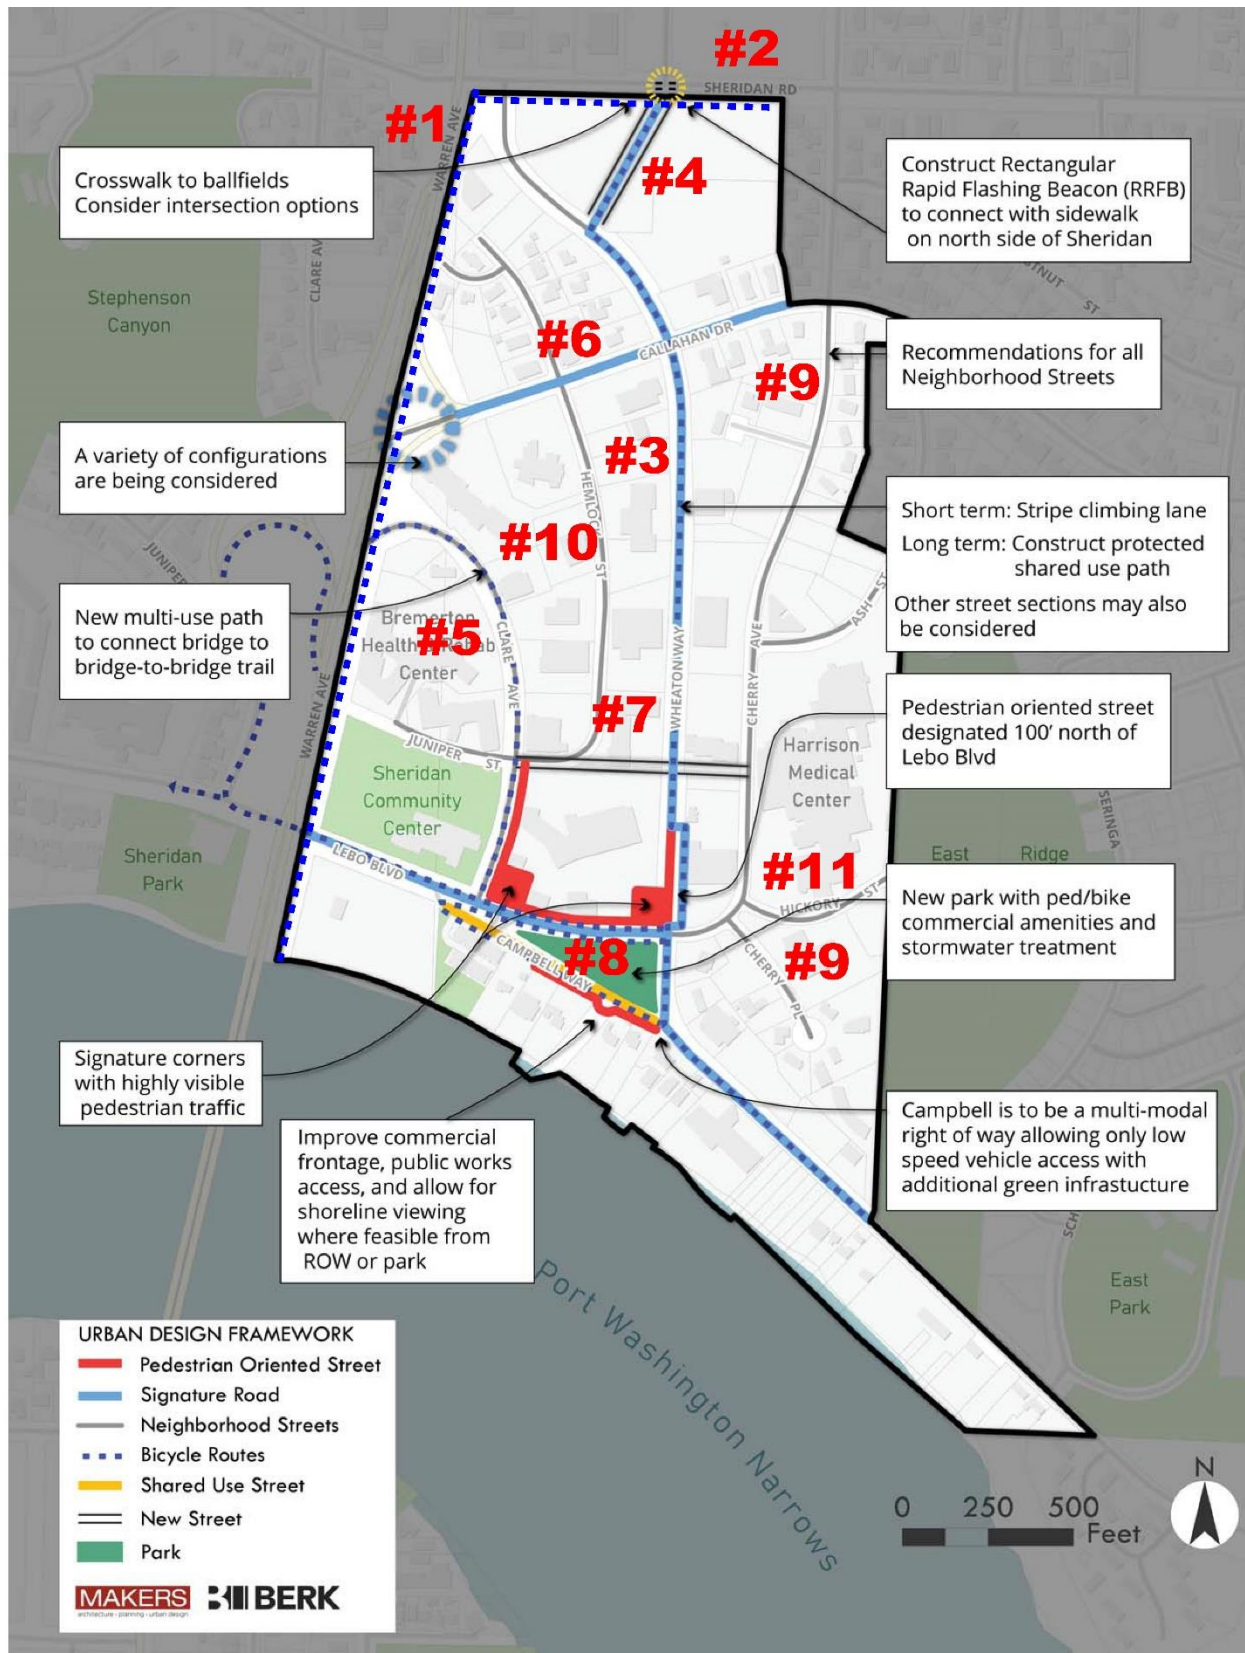 #2
SHERIDAN RD
#1
WARREN AVE
Crosswalk to ballfields
Consider intersection options
#4
Construct Rectangular
Rapid Flashing Beacon (RRFB)
to connect with sidewalk
on north side of Sheridan
CLARE AVE
Stephenson
Canyon
ST
#6
CALLAHAN DR
#9
Recommendations for all
Neighborhood Streets
A variety of configurations
are being considered
#3
HEMLOCK ST
#10
Short term: Stripe climbing lane
Long term: Construct protected
shared use path
Other street sections may also
be considered
JUNIPER
ASH ST
New multi-use path
to connect bridge to
bridge-to-bridge trail
Bremerton
Health & Rehab
Center
#5
CLARE AVE
WHEATON WAY
CHERRY AVE
WARREN AVE
#7
Pedestrian oriented street
designated 100' north of
Lebo Blvd
JUNIPER ST
Harrison
Medical
Center
Sheridan
Community
Center
SERINGA
Sheridan
Park
LEBO BLVD
East Ridge
#11
HICKORY ST
New park with ped/bike
commercial amenities and
stormwater treatment
CAMPBELL WAY
#8
CHERRY PL
#9
Signature corners
with highly visible
pedestrian traffic
Improve commercial
frontage, public works
access, and allow for
shoreline viewing
where feasible from
ROW or park
Campbell is to be a multi-modal
right of way allowing only low
speed vehicle access with
additional green infrastucture
Port Washington Narrows
East
Park
URBAN DESIGN FRAMEWORK
Pedestrian Oriented Street
Signature Road
Neighborhood Streets
Bicycle Routes
Shared Use Street
New Street
Park
MAKERS
architecture - planning - urban design
BERK
N
0 250 500
Feet